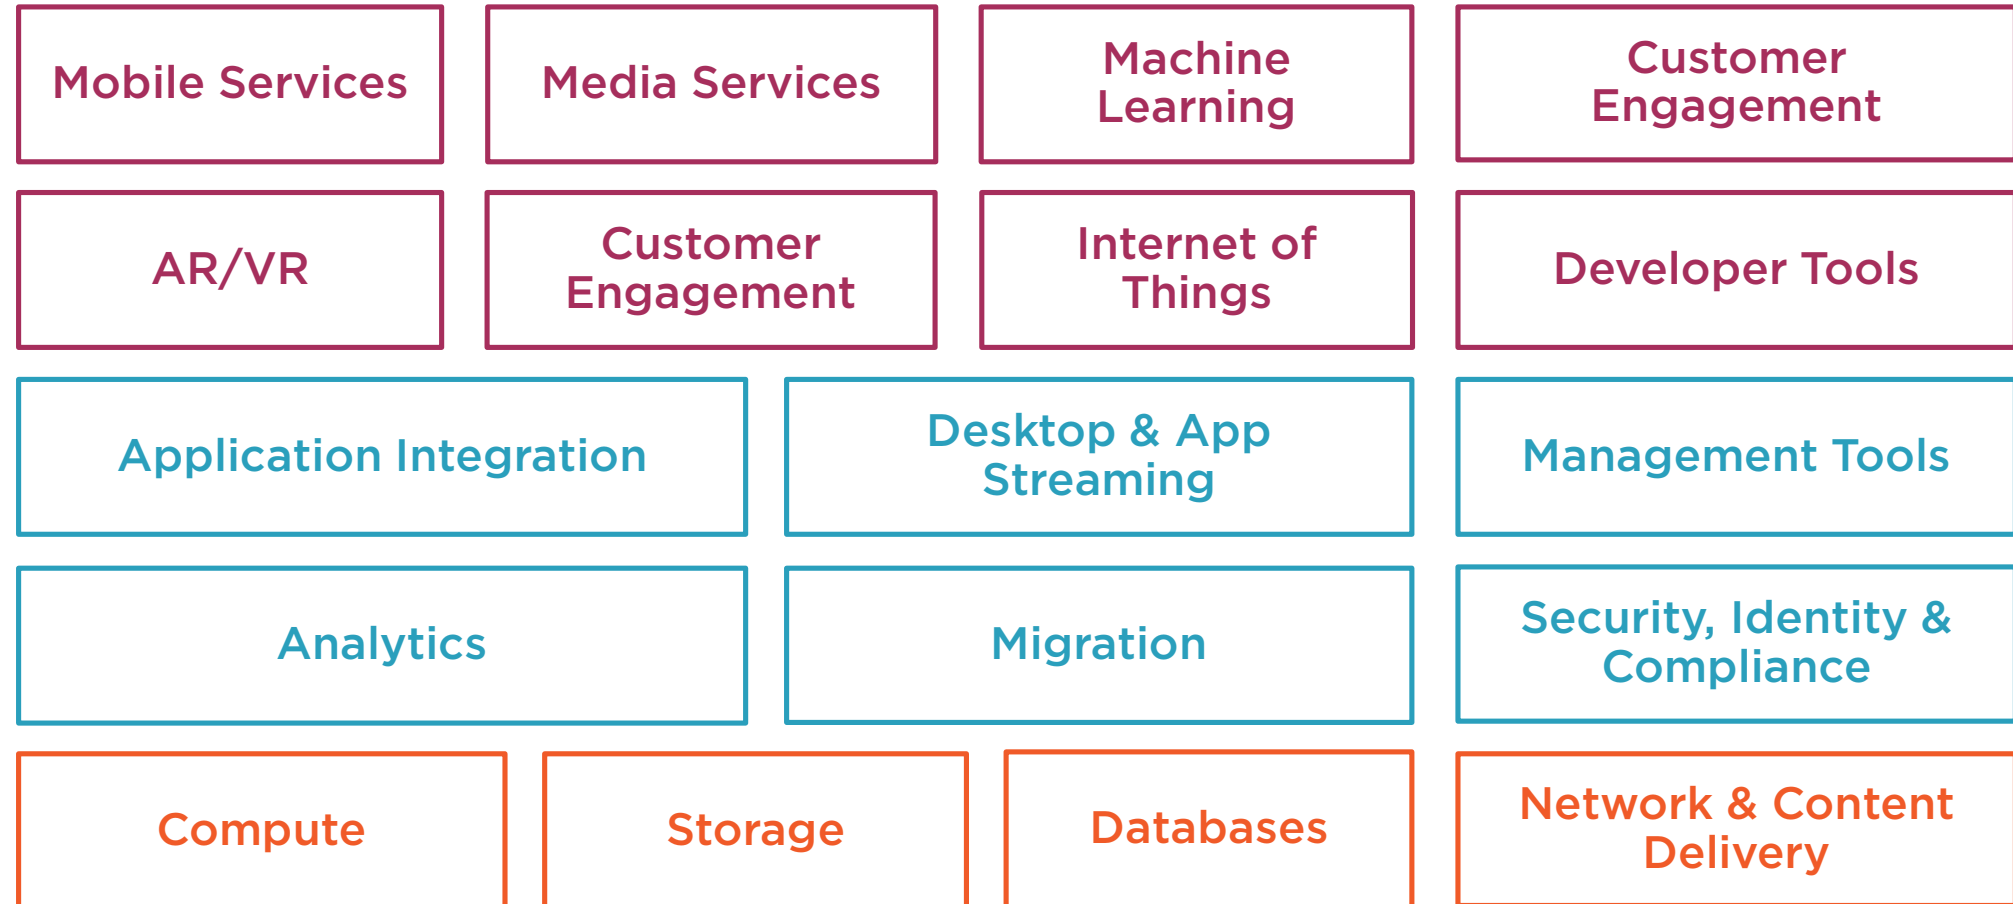 Mobile Services
Media Services
Machine
Learning
Customer
Engagement
AR/VR
Customer
Engagement
Internet of
Things
Developer Tools
Application Integration
Desktop & App
Streaming
Management Tools
Analytics
Migration
Security, Identity &
Compliance
Compute
Storage
Databases
Network & Content
Delivery